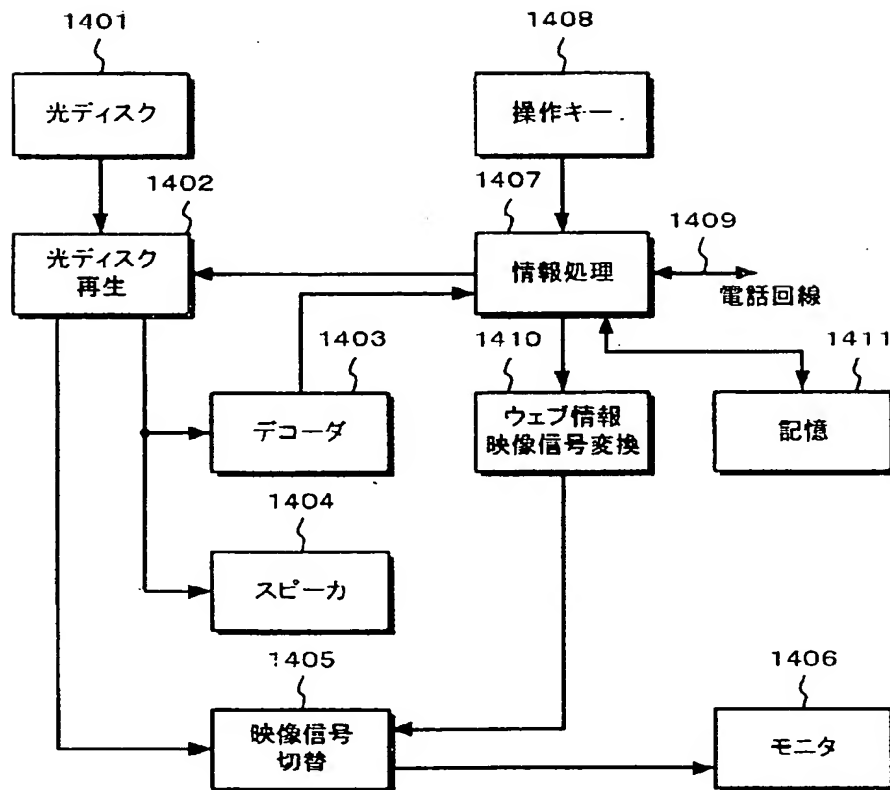 1401
光ディスク
1408
操作キー
1402
光ディスク
再生
1407
情報処理
1409
電話回線
1403
デコーダ
1410
ウェブ情報
映像信号変換
1411
記憶
1404
スピーカ
1405
映像信号
切替
1406
モニタ